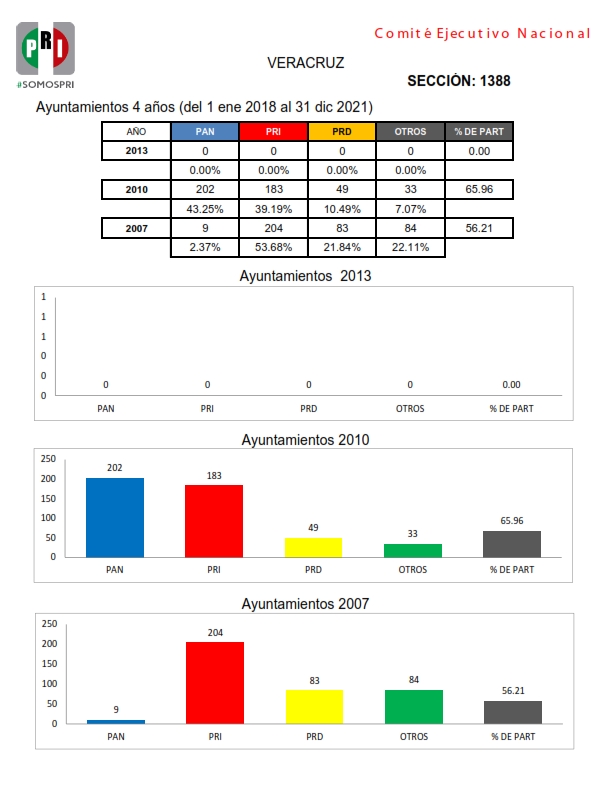 Comité Ejecutivo Nacional
PRI
#SOMOSPRI
VERACRUZ
SECCIÓN: 1388
Ayuntamientos 4 años (del 1 ene 2018 al 31 dic 2021)
AÑO PAN PRI PRD OTROS % DE PART
2013 0 0 0 0 0.00
0.00% 0.00% 0.00% 0.00%
2010 202 183 49 33 65.96
43.25% 39.19% 10.49% 7.07%
2007 9 204 83 84 56.21
2.37% 53.68% 21.84% 22.11%
Ayuntamientos 2013
1
1
1
0
0
0
0 0 0 0 0.00
PAN PRI PRD OTROS % DE PART
Ayuntamientos 2010
250
200
150
100
50
0
202 183 49 33 65.96
PAN PRI PRD OTROS % DE PART
Ayuntamientos 2007
250
200
150
100
50
0
9 204 83 84 56.21
PAN PRI PRD OTROS % DE PART